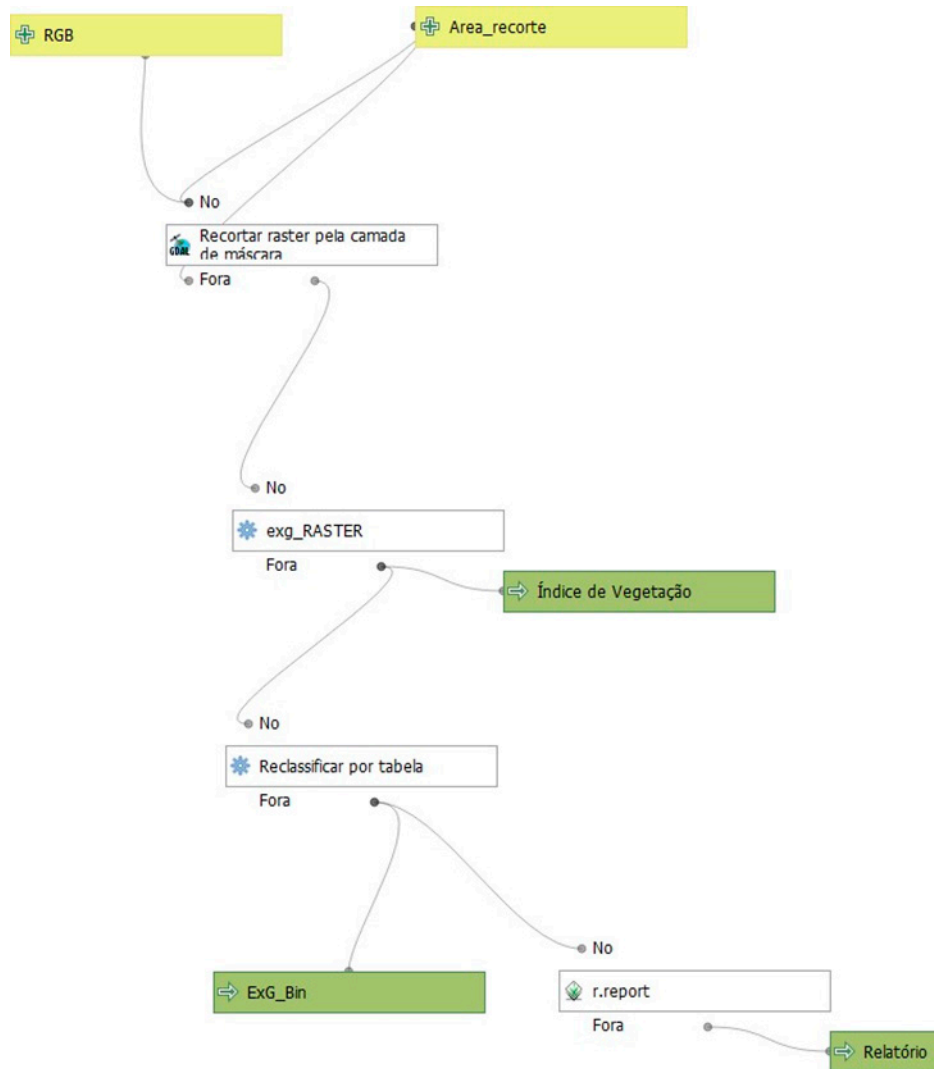 RGB
Area_recorte
No
Recortar raster pela camada
de máscara
GDAL
Fora
No
exg_RASTER
Fora
Índice de Vegetação
No
Reclassificar por tabela
Fora
No
ExG_Bin
r.report
Fora
Relatório